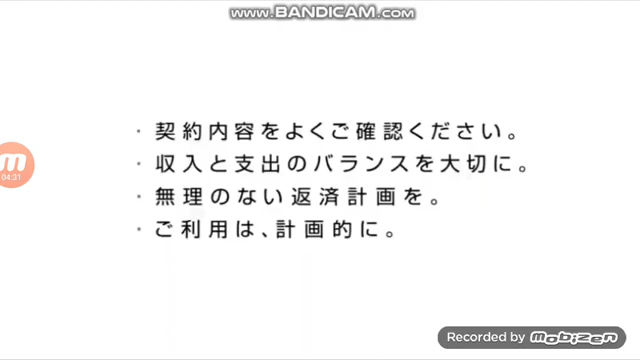 www.BANDICAM.com
・契約内容をよくご確認ください。
・収入と支出のバランスを大切に。
・無理のない返済計画を。
・ご利用は、計画的に。
04:31
Recorded by mobizen